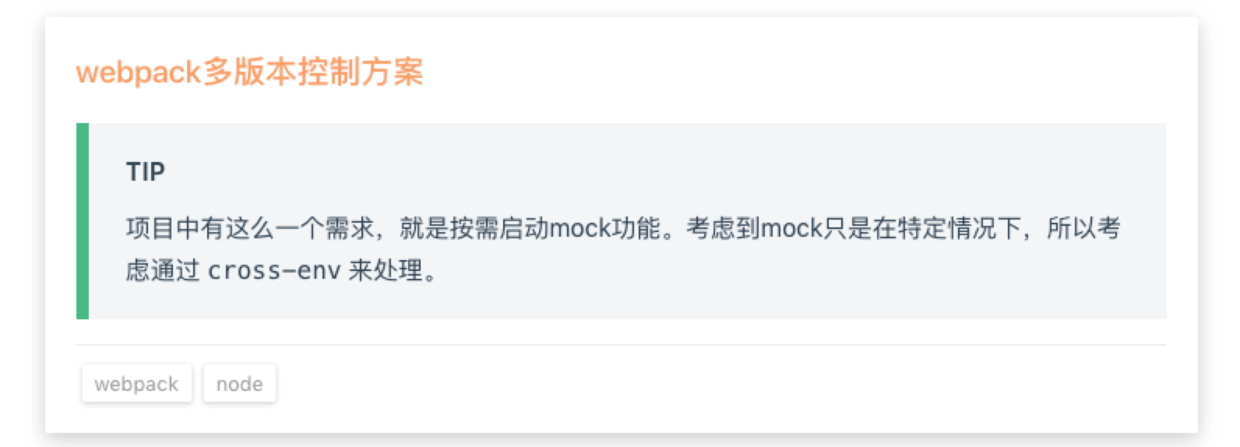 webpack多版本控制方案
TIP
项目中有这么一个需求，就是按需启动mock功能。考虑到mock只是在特定情况下，所以考
虑通过 cross-env 来处理。
webpack node